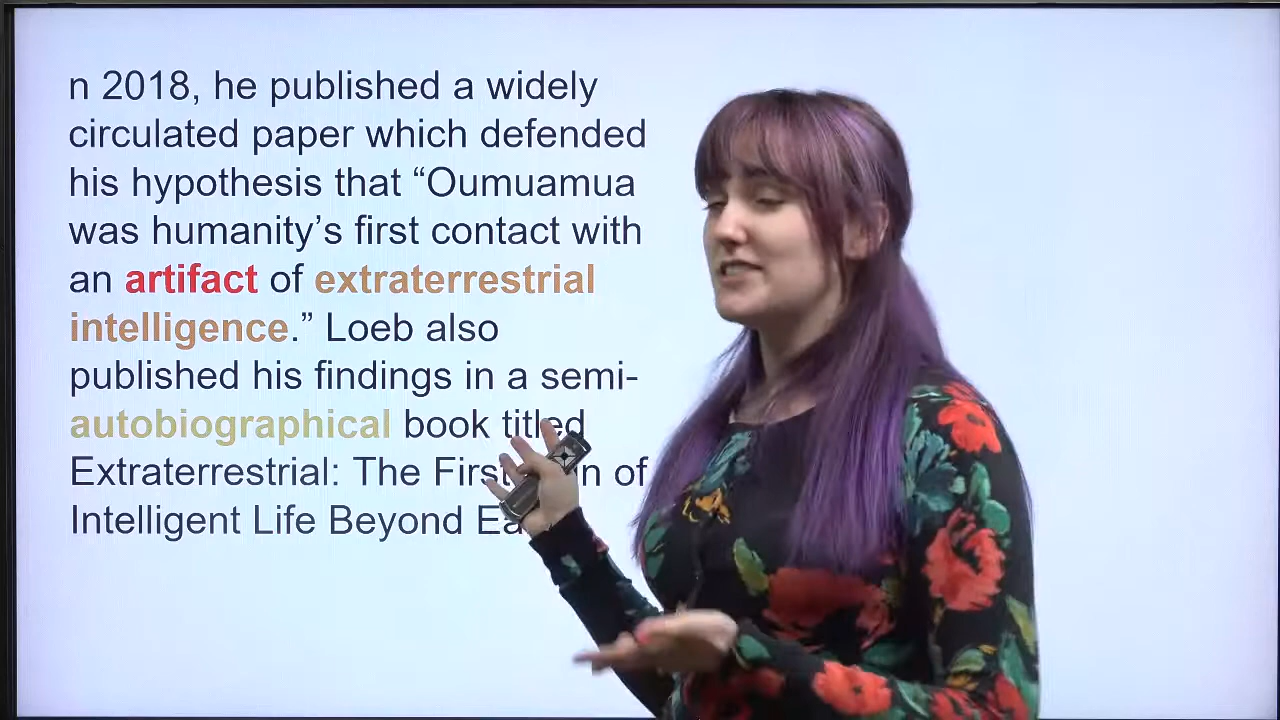 n 2018, he published a widely
circulated paper which defended
his hypothesis that “Oumuamua
was humanity’s first contact with
an artifact of extraterrestrial
intelligence.” Loeb also
published his findings in a semi-
autobiographical book titled
Extraterrestrial: The First of
Intelligent Life Beyond